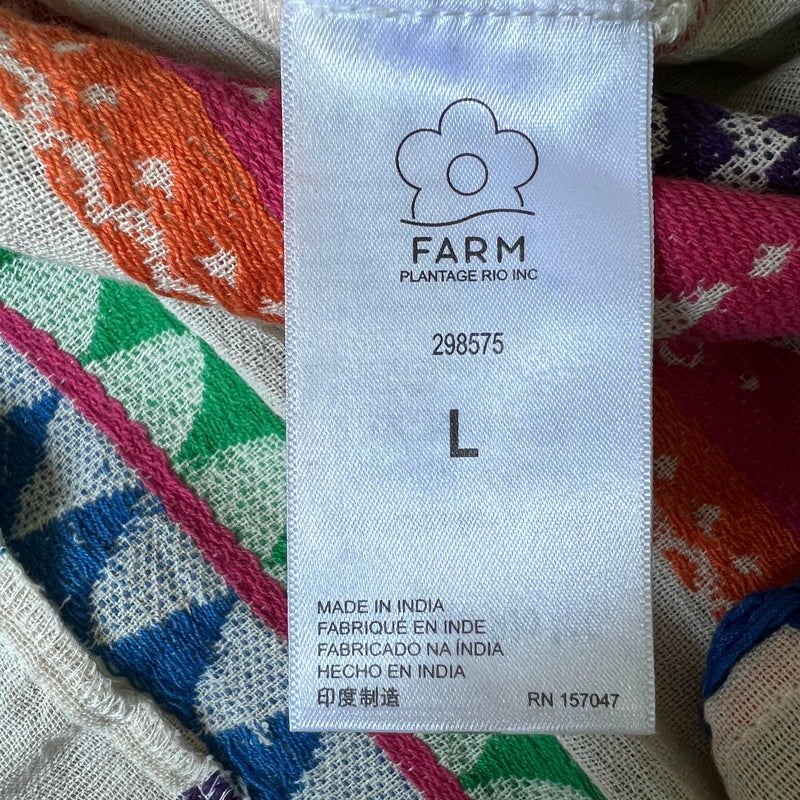 FARM
PLANTAGE RIO INC
298575
L
MADE IN INDIA
FABRIQUE EN INDE
FABRICADO NA ÍNDIA
HECHO EN INDIA
印度制造
RN 157047